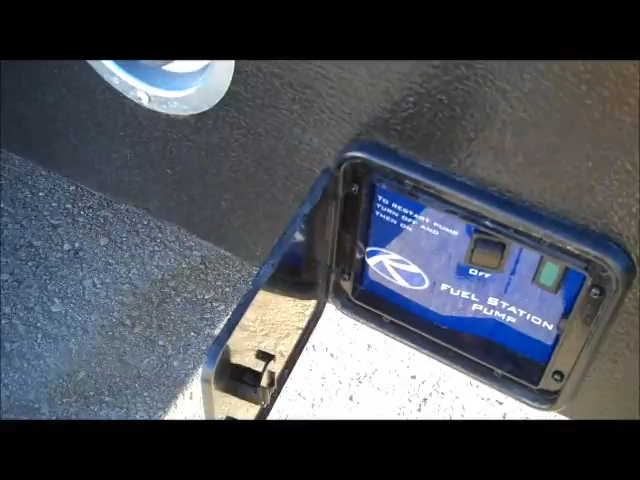 TO RESTART PUMP
TURN OFF AND
THEN ON
OFF
K
FUEL STATION
PUMP